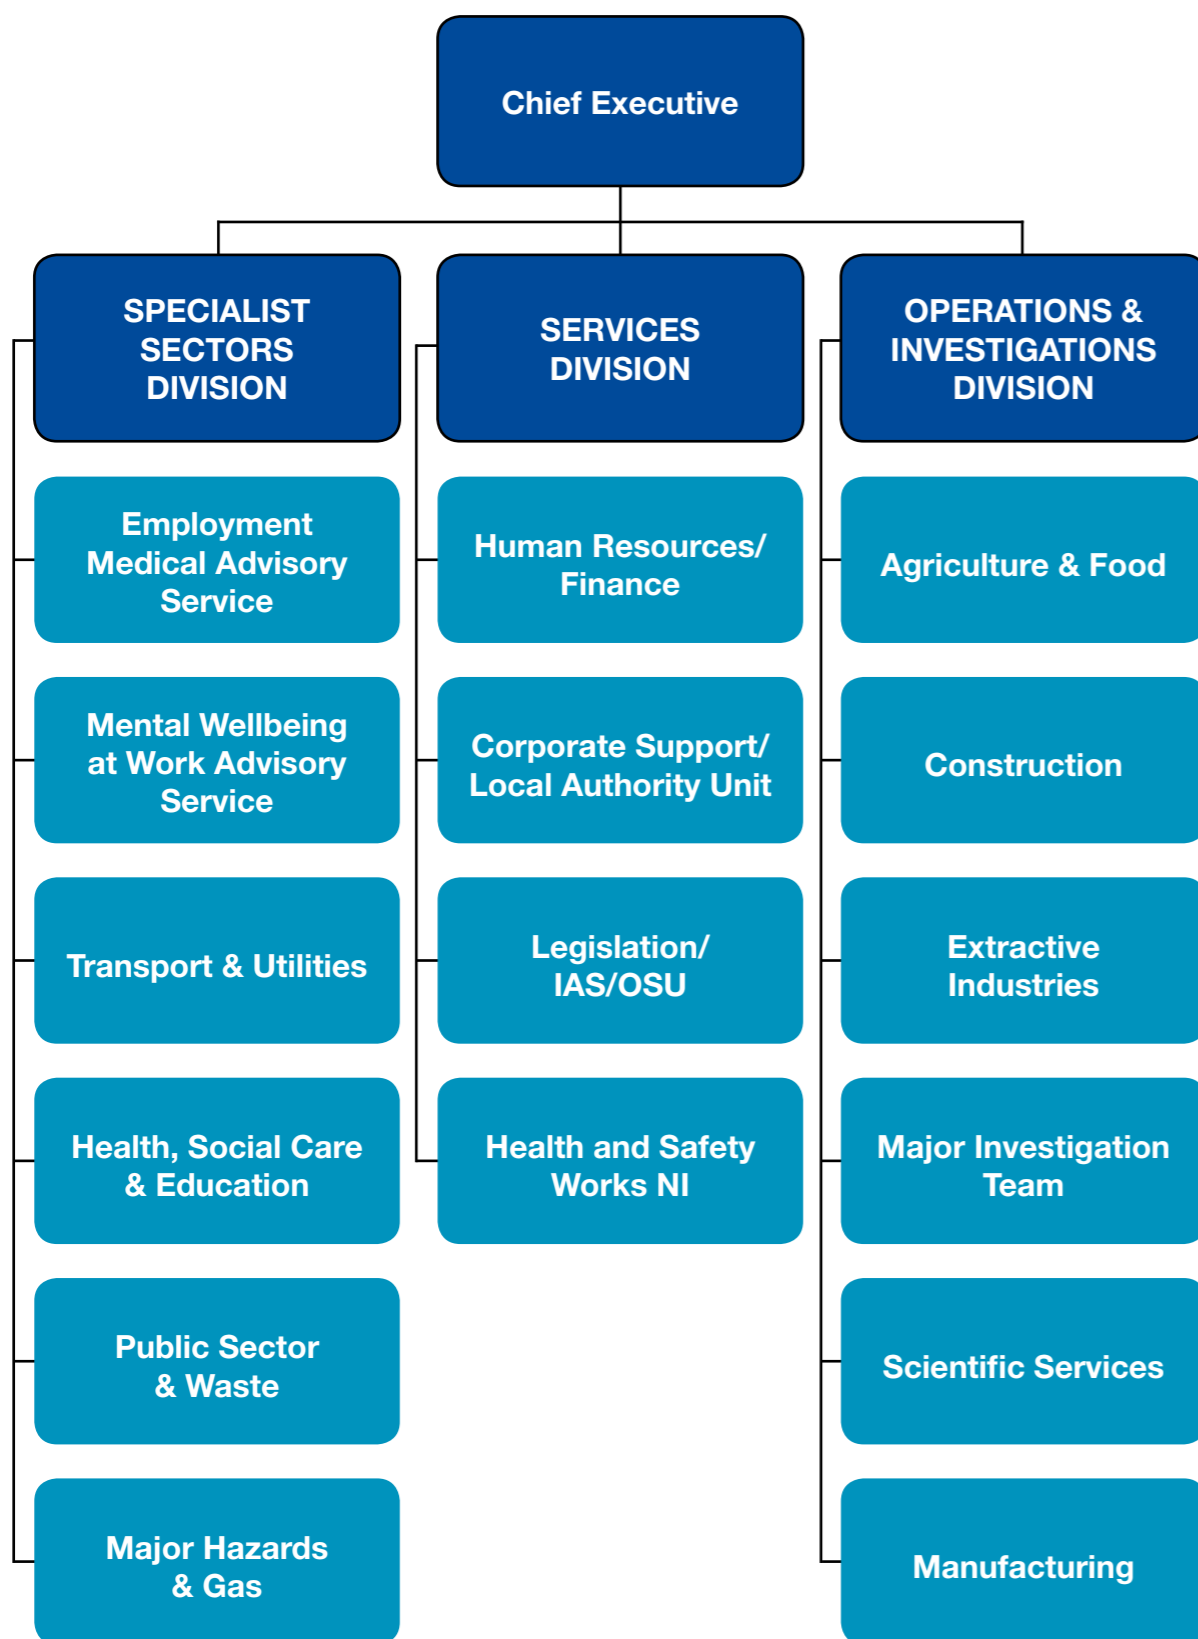 Chief Executive
SPECIALIST
SECTORS
DIVISION
Employment
Medical Advisory
Service
Mental Wellbeing
at Work Advisory
Service
Transport & Utilities
Health, Social Care
& Education
Public Sector
& Waste
Major Hazards
& Gas
SERVICES
DIVISION
Human Resources/
Finance
Corporate Support/
Local Authority Unit
Legislation/
IAS/OSU
Health and Safety
Works NI
OPERATIONS &
INVESTIGATIONS
DIVISION
Agriculture & Food
Construction
Extractive
Industries
Major Investigation
Team
Scientific Services
Manufacturing